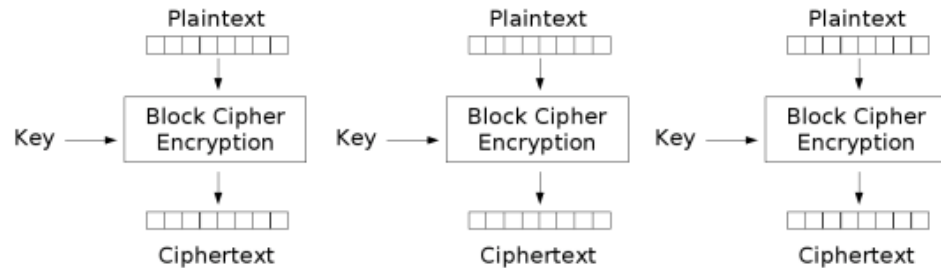 Plaintext
Plaintext
Plaintext
Key
Block Cipher
Encryption
Key
Block Cipher
Encryption
Key
Block Cipher
Encryption
Ciphertext
Ciphertext
Ciphertext